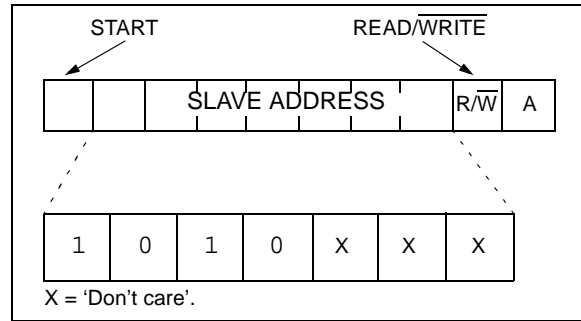 START READ/WRITE
SLAVE ADDRESS R/W A
1 0 1 0 X X X
X = ‘Don’t care’.